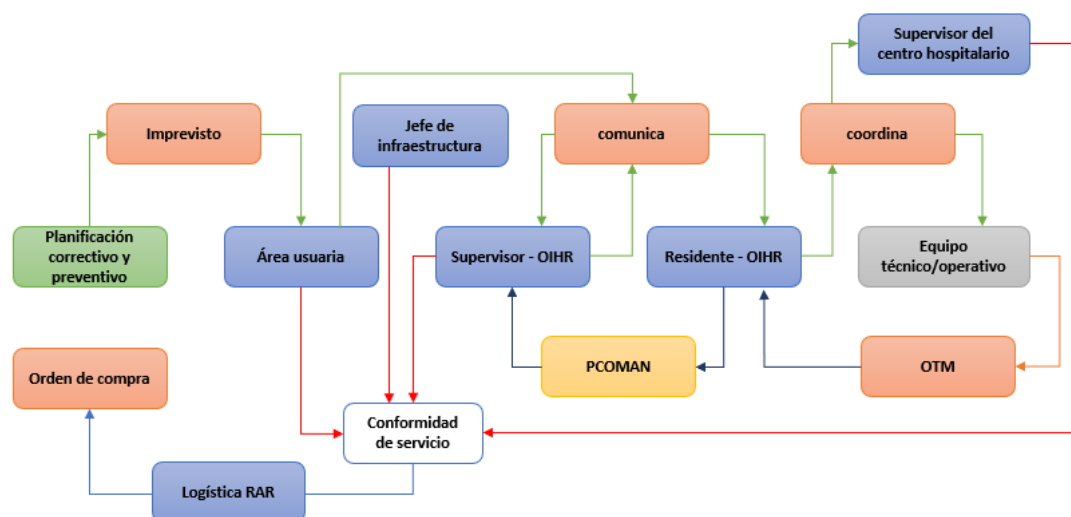 Supervisor del
centro hospitalario
Imprevisto
Jefe de
infraestructura
comunica
coordina
Planificación
correctivo y
preventivo
Área usuaria
Supervisor - OIHR
Residente - OIHR
Equipo
técnico/operativo
Orden de compra
PCOMAN
OTM
Conformidad
de servicio
Logística RAR